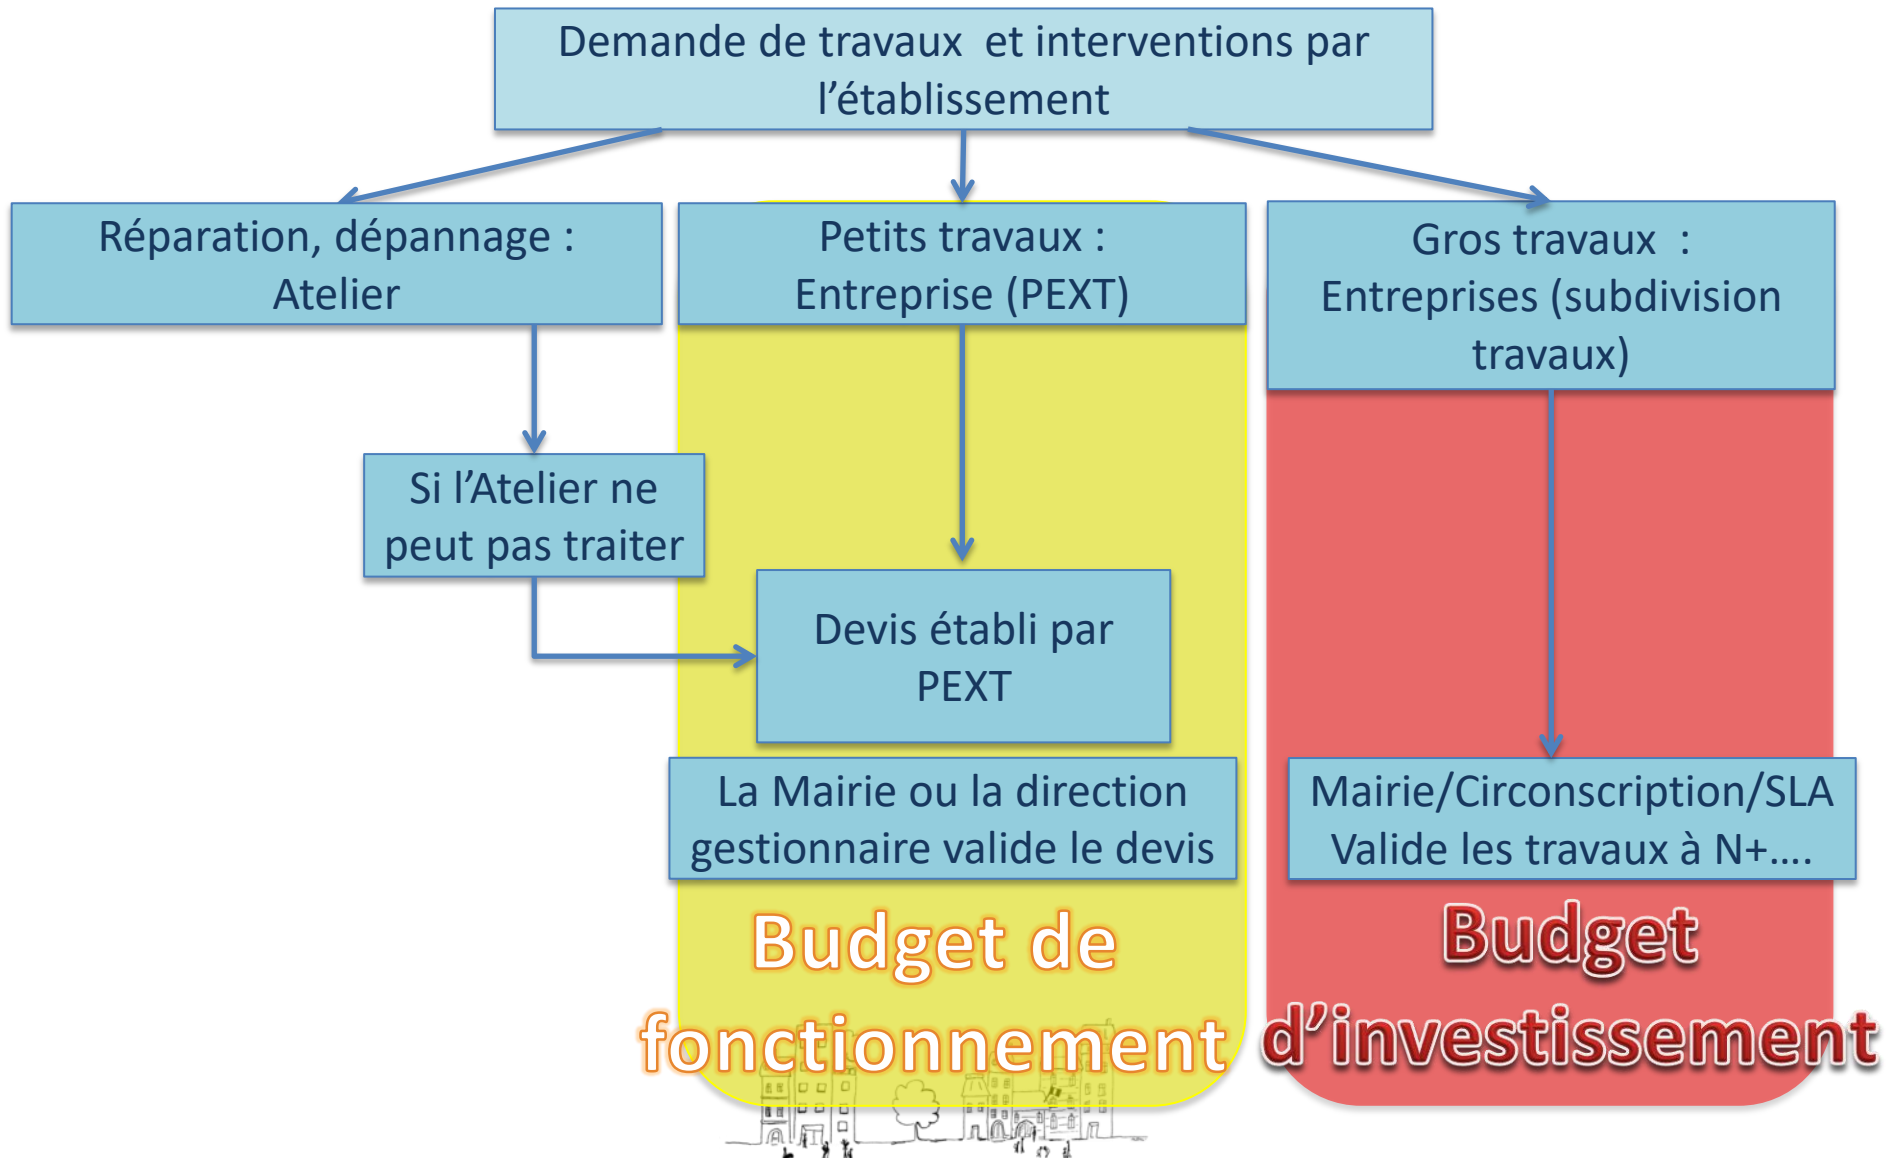 Demande de travaux et interventions par
l’établissement
Réparation, dépannage :
Atelier
Petits travaux :
Entreprise (PEXT)
Gros travaux :
Entreprises (subdivision
travaux)
Si l’Atelier ne
peut pas traiter
Devis établi par
PEXT
La Mairie ou la direction
gestionnaire valide le devis
Mairie/Circonscription/SLA
Valide les travaux à N+….
Budget de
fonctionnement
Budget
d’investissement